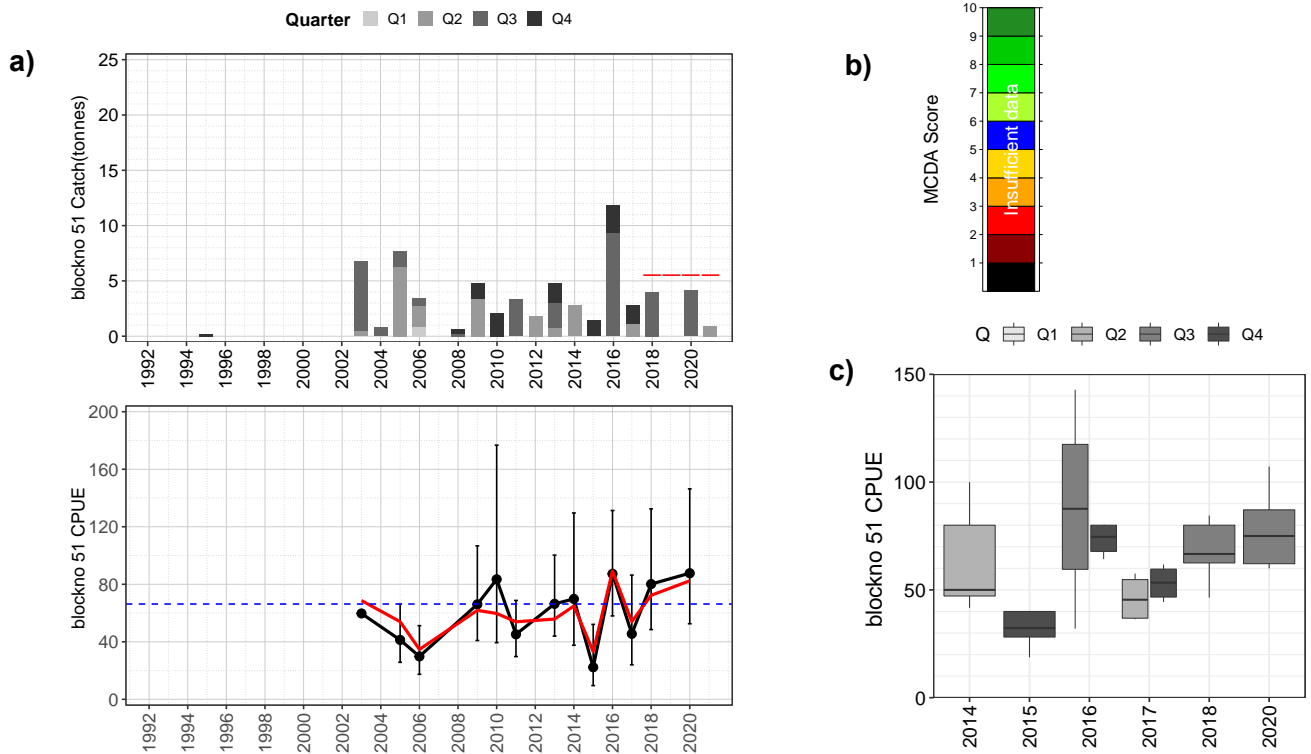 Quarter Q1 Q2 Q3 Q4
a)
blockno 51 Catch(tonnes)
25
20
15
10
5
0
1992 1994 1996 1998 2000 2002 2004 2006 2008 2010 2012 2014 2016 2018 2020
blockno 51 CPUE
200
160
120
80
40
0
1992 1994 1996 1998 2000 2002 2004 2006 2008 2010 2012 2014 2016 2018 2020
b)
MCDA Score
10
9
8
7
6
5
4
3
2
1
Insufficient data
Q Q1 Q2 Q3 Q4
c)
blockno 51 CPUE
150
100
50
0
2014 2015 2016 2017 2018 2020